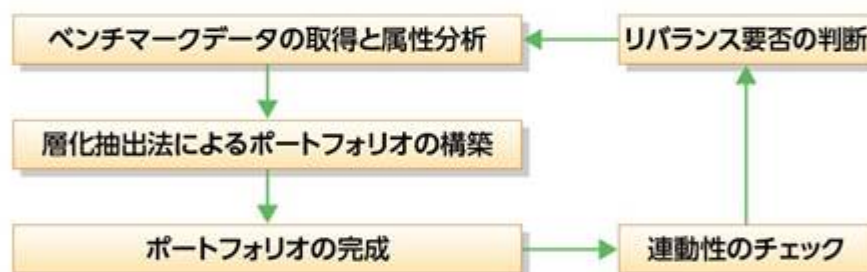 ベンチマークデータの取得と属性分析
リバランス要否の判断
層化抽出法によるポートフォリオの構築
ポートフォリオの完成
連動性のチェック